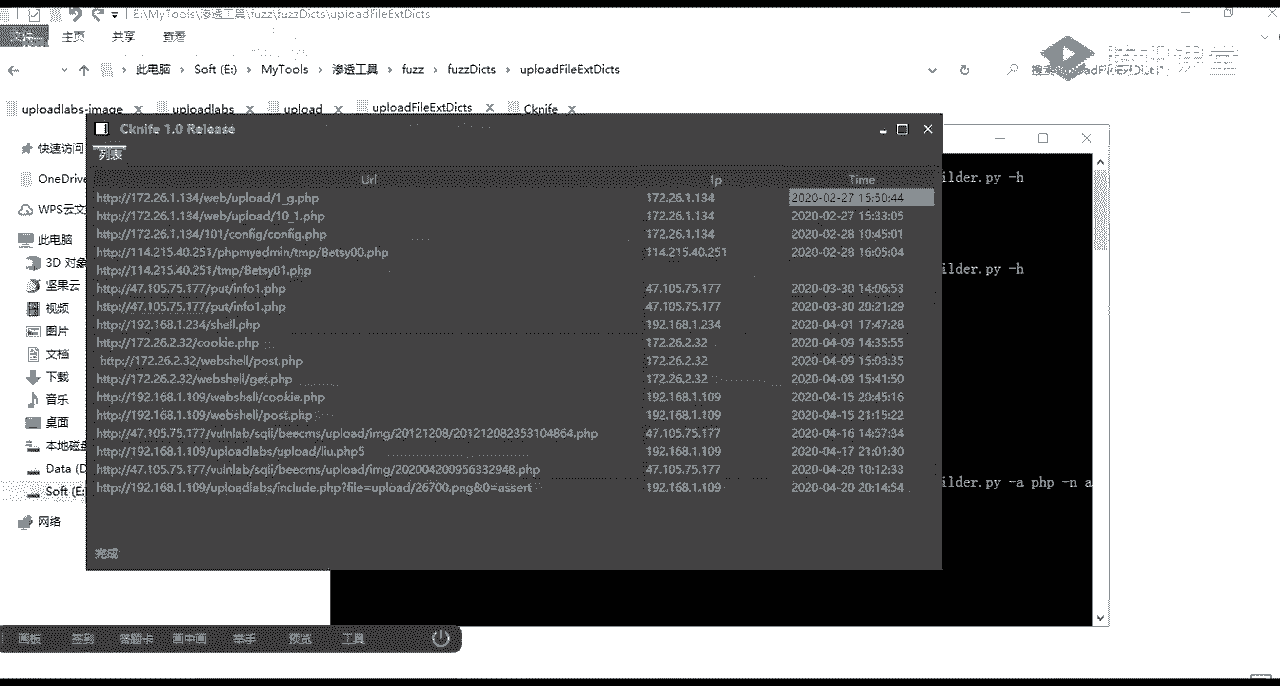 E:\MyTools\渗透工具\fuzz\fuzzDicts\uploadFileExtDicts
主页 共享 查看
此电脑 › Soft (E:) › MyTools › 渗透工具 › fuzz › fuzzDicts › uploadFileExtDicts
腾讯课堂
uploadlabs-image uploadlabs upload uploadFileExtDicts Cknife
快速访问
OneDrive
WPS云文
此电脑
3D 对象
坚果云
视频
图片
文档
下载
音乐
桌面
本地磁盘
Data (D
Soft (E:
网络
Cknife 1.0 Release
列表
Url Ip Time
http://172.26.1.134/web/upload/1_g.php 172.26.1.134 2020-02-27 15:50:44
http://172.26.1.134/web/upload/10_1.php 172.26.1.134 2020-02-27 15:33:05
http://172.26.1.134/101/config/config.php 172.26.1.134 2020-02-28 10:45:01
http://114.215.40.251/phpmyadmin/tmp/Betsy00.php 114.215.40.251 2020-02-28 16:05:04
http://114.215.40.251/tmp/Betsy01.php
http://47.105.75.177/put/info1.php 47.105.75.177 2020-03-30 14:06:53
http://47.105.75.177/put/info1.php 47.105.75.177 2020-03-30 20:21:29
http://192.168.1.234/shell.php 192.168.1.234 2020-04-01 17:47:28
http://172.26.2.32/cookie.php 172.26.2.32 2020-04-09 14:35:55
http://172.26.2.32/webshell/post.php 172.26.2.32 2020-04-09 15:03:35
http://172.26.2.32/webshell/get.php 172.26.2.32 2020-04-09 15:41:50
http://192.168.1.109/webshell/cookie.php 192.168.1.109 2020-04-15 20:45:16
http://192.168.1.109/webshell/post.php 192.168.1.109 2020-04-15 21:15:22
http://47.105.75.177/vulnlab/sqli/beecms/upload/img/20121208/201212082353104864.php 47.105.75.177 2020-04-16 14:57:34
http://192.168.1.109/uploadlabs/upload/liu.php5 192.168.1.109 2020-04-17 21:01:30
http://47.105.75.177/vulnlab/sqli/beecms/upload/img/202004200956332948.php 47.105.75.177 2020-04-20 10:12:33
http://192.168.1.109/uploadlabs/include.php?file=upload/26700.png&0=assert 192.168.1.109 2020-04-20 20:14:54
完成
ilder.py -h
ilder.py -h
ilder.py -a php -n a
画板 签到 答题卡 画中画 举手 预览 工具